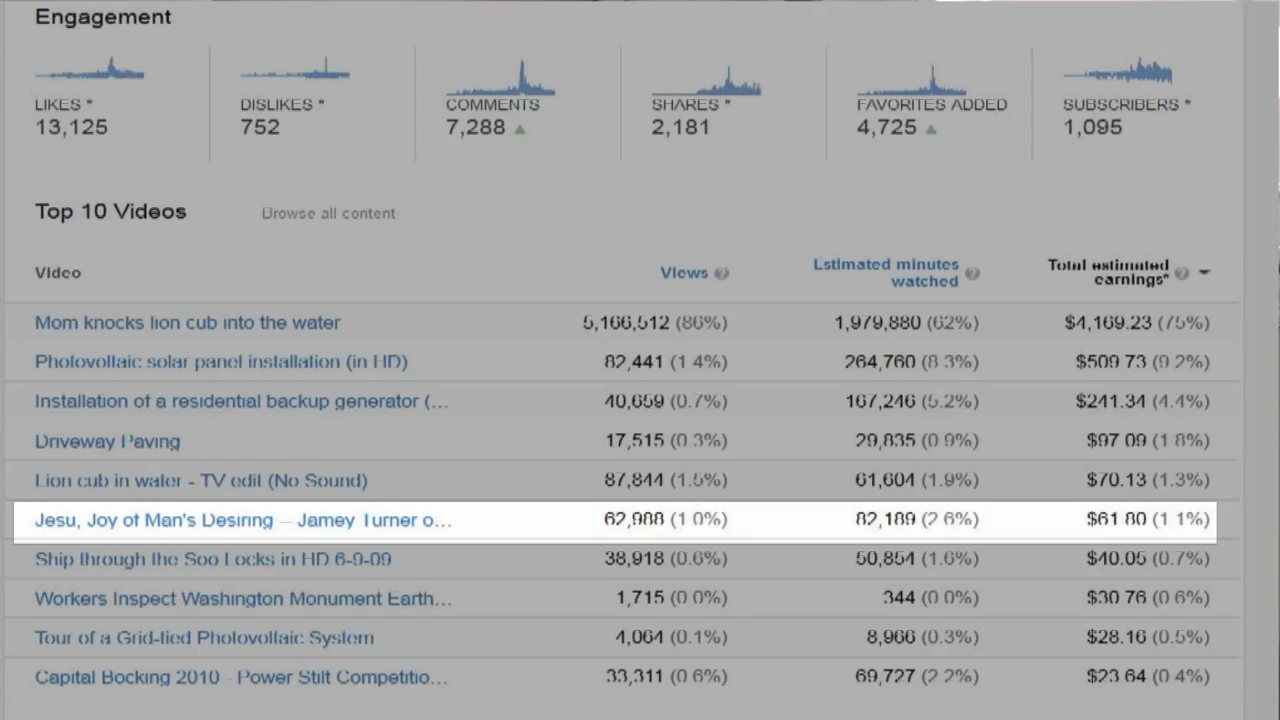 Engagement
LIKES * DISLIKES * COMMENTS SHARES * FAVORITES ADDED SUBSCRIBERS *
13,125 752 7,288 2,181 4,725 1,095
Top 10 Videos Browse all content
Video Views ? Estimated minutes watched ? Total estimated earnings* ?
Mom knocks lion cub into the water 5,166,512 (86%) 1,979,880 (62%) $4,169.23 (75%)
Photovoltaic solar panel installation (in HD) 82,441 (1.4%) 264,760 (8.3%) $509.73 (9.2%)
Installation of a residential backup generator (... 40,659 (0.7%) 167,246 (5.2%) $241.34 (4.4%)
Driveway Paving 17,515 (0.3%) 29,835 (0.9%) $97.09 (1.8%)
Lion cub in water - TV edit (No Sound) 87,844 (1.5%) 61,604 (1.9%) $70.13 (1.3%)
Jesu, Joy of Man's Desiring – Jamey Turner o... 62,988 (1.0%) 82,189 (2.6%) $61.80 (1.1%)
Ship through the Soo Locks in HD 6-9-09 38,918 (0.6%) 50,854 (1.6%) $40.05 (0.7%)
Workers Inspect Washington Monument Earth... 1,715 (0.0%) 344 (0.0%) $30.76 (0.6%)
Tour of a Grid-tied Photovoltaic System 4,064 (0.1%) 8,966 (0.3%) $28.16 (0.5%)
Capital Bocking 2010 - Power Stilt Competitio... 33,311 (0.6%) 69,727 (2.2%) $23.64 (0.4%)